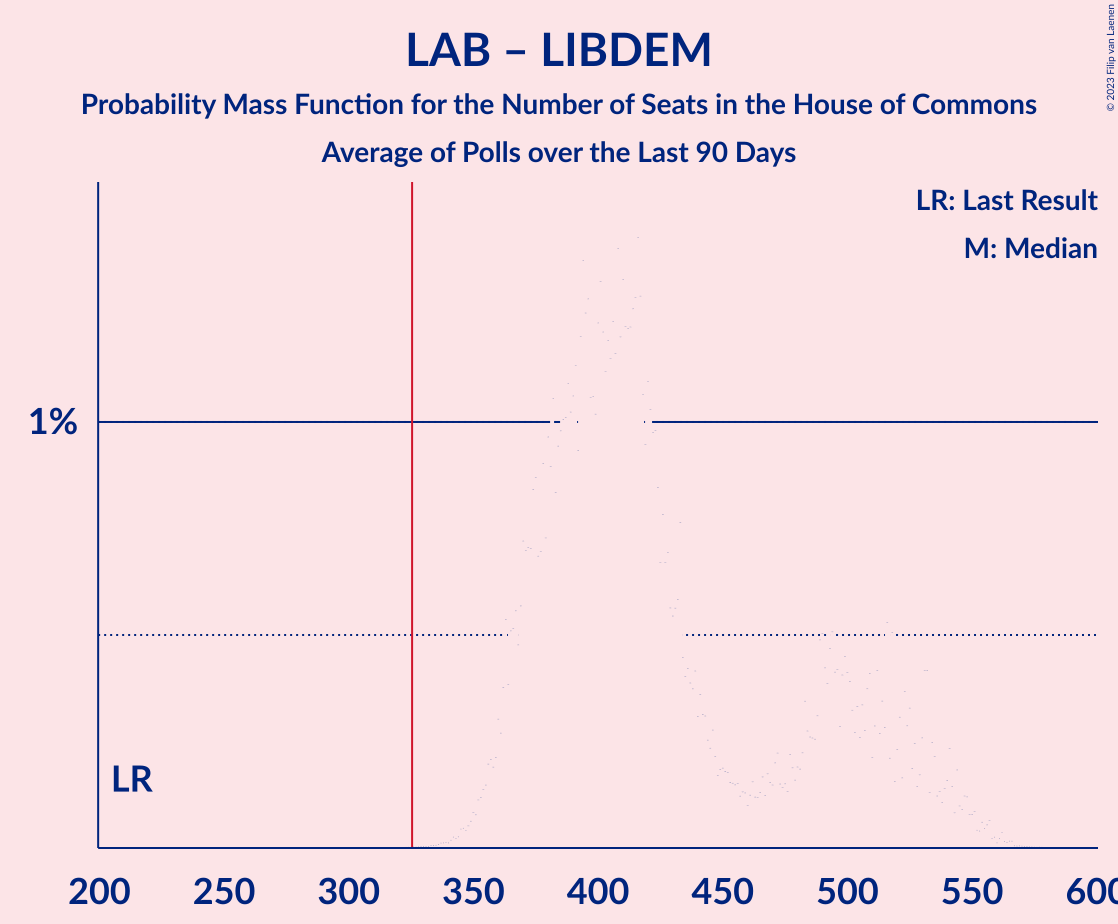 LAB – LIBDEM
Probability Mass Function for the Number of Seats in the House of Commons
Average of Polls over the Last 90 Days
© 2023 Filip van Laenen
LR: Last Result
M: Median
1%
LR
200 250 300 350 400 450 500 550 600